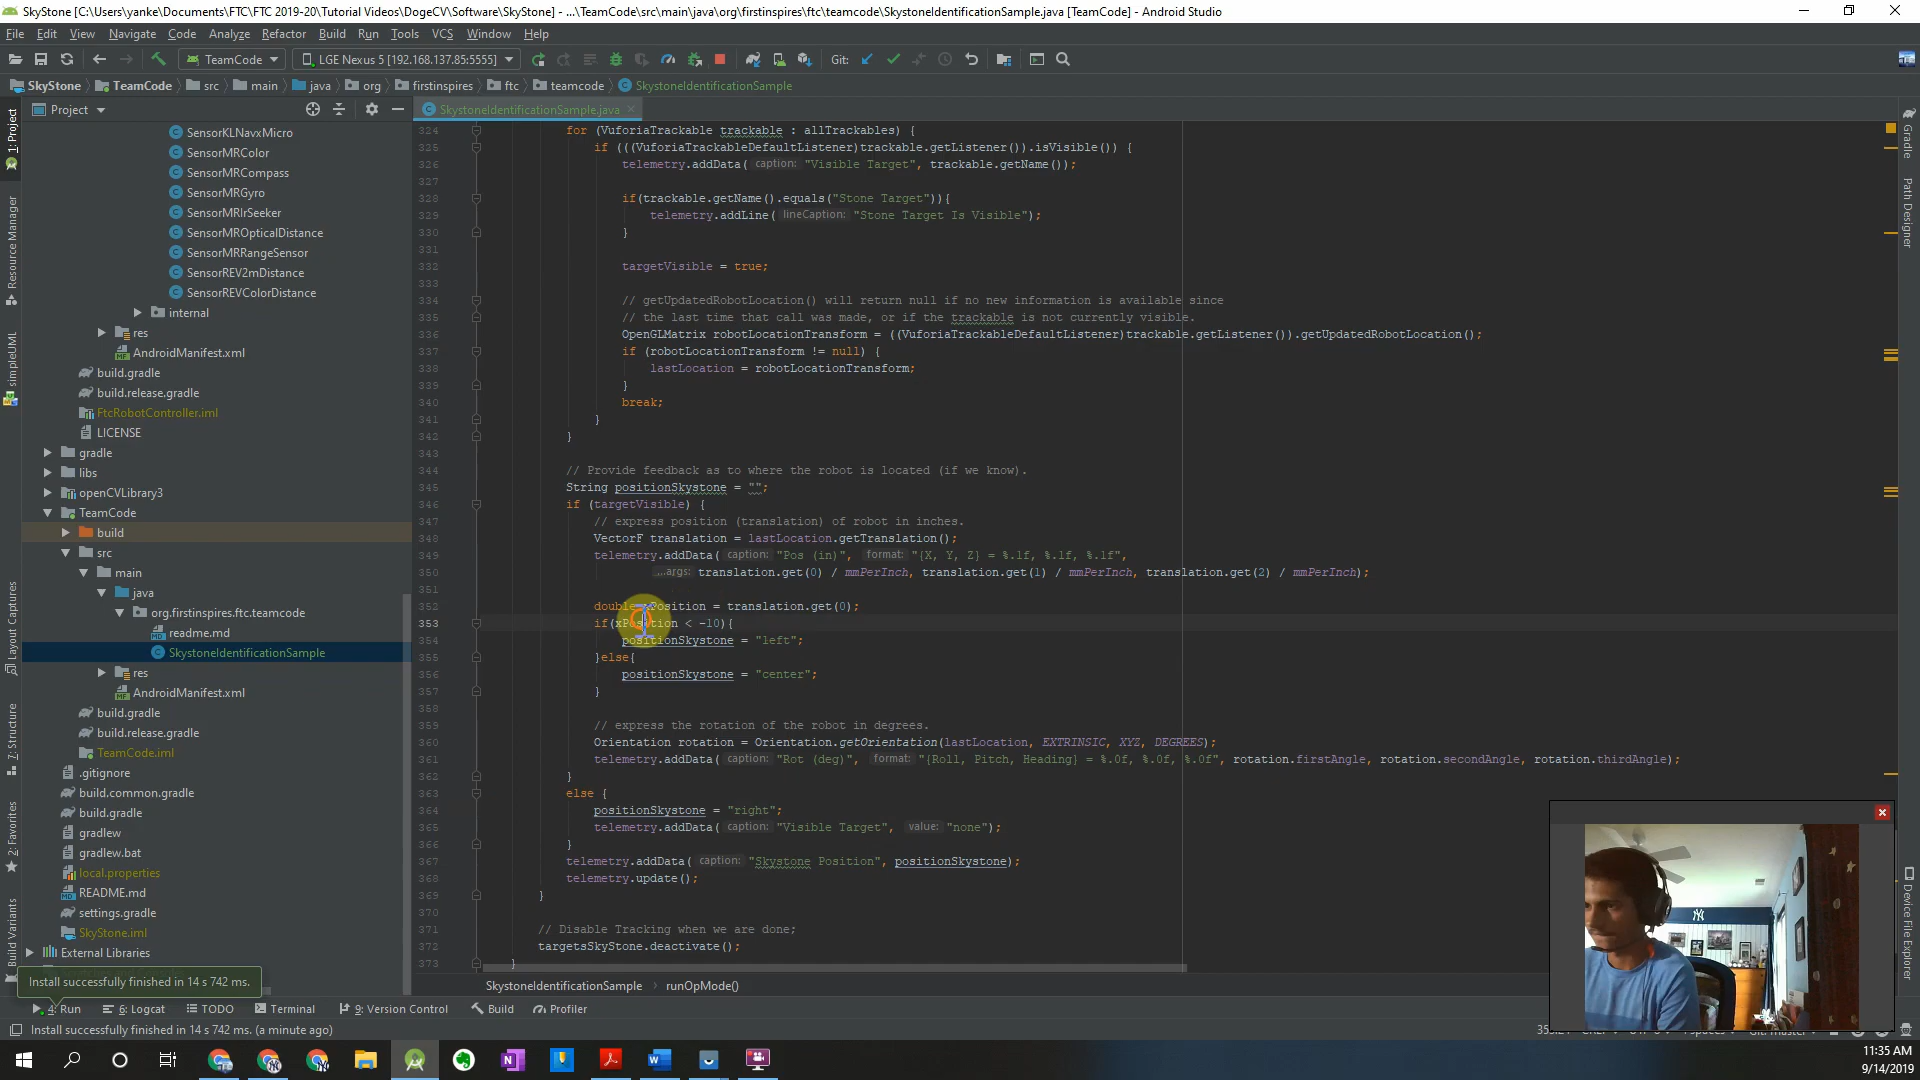 SkyStone [C:\Users\yanke\Documents\FTC\FTC 2019-20\Tutorial Videos\DogeCV\Software\SkyStone] - ...\TeamCode\src\main\java\org\firstinspires\ftc\teamcode\SkystoneIdentificationSample.java [TeamCode] - Android Studio
File Edit View Navigate Code Analyze Refactor Build Run Tools VCS Window Help
TeamCode LGE Nexus 5 [192.168.137.85:5555] Git:
SkyStone TeamCode src main java org firstinspires ftc teamcode SkystoneIdentificationSample
Project SkystoneIdentificationSample.java
1: Project
Resource Manager
simpleUML
Layout Captures
7: Structure
2: Favorites
Build Variants
SensorKLNavxMicro
SensorMRColor
SensorMRCompass
SensorMRGyro
SensorMRIrSeeker
SensorMROpticalDistance
SensorMRRangeSensor
SensorREV2mDistance
SensorREVColorDistance
internal
res
AndroidManifest.xml
build.gradle
build.release.gradle
FtcRobotController.iml
LICENSE
gradle
libs
openCVLibrary3
TeamCode
build
src
main
java
org.firstinspires.ftc.teamcode
readme.md
SkystoneIdentificationSample
res
AndroidManifest.xml
build.gradle
build.release.gradle
TeamCode.iml
.gitignore
build.common.gradle
build.gradle
gradlew
gradlew.bat
local.properties
README.md
settings.gradle
SkyStone.iml
External Libraries
Install successfully finished in 14 s 742 ms.
324 for (VuforiaTrackable trackable : allTrackables) {
325 if (((VuforiaTrackableDefaultListener)trackable.getListener()).isVisible()) {
326 telemetry.addData( caption: "Visible Target", trackable.getName());
327
328 if(trackable.getName().equals("Stone Target")){
329 telemetry.addLine( lineCaption: "Stone Target Is Visible");
330 }
331
332 targetVisible = true;
333
334 // getUpdatedRobotLocation() will return null if no new information is available since
335 // the last time that call was made, or if the trackable is not currently visible.
336 OpenGLMatrix robotLocationTransform = ((VuforiaTrackableDefaultListener)trackable.getListener()).getUpdatedRobotLocation();
337 if (robotLocationTransform != null) {
338 lastLocation = robotLocationTransform;
339 }
340 break;
341 }
342 }
343
344 // Provide feedback as to where the robot is located (if we know).
345 String positionSkystone = "";
346 if (targetVisible) {
347 // express position (translation) of robot in inches.
348 VectorF translation = lastLocation.getTranslation();
349 telemetry.addData( caption: "Pos (in)", format: "{X, Y, Z} = %.1f, %.1f, %.1f",
350 ...args: translation.get(0) / mmPerInch, translation.get(1) / mmPerInch, translation.get(2) / mmPerInch);
351
352 double xPosition = translation.get(0);
353 if(xPosition < -10){
354 positionSkystone = "left";
355 }else{
356 positionSkystone = "center";
357 }
358
359 // express the rotation of the robot in degrees.
360 Orientation rotation = Orientation.getOrientation(lastLocation, EXTRINSIC, XYZ, DEGREES);
361 telemetry.addData( caption: "Rot (deg)", format: "{Roll, Pitch, Heading} = %.0f, %.0f, %.0f", rotation.firstAngle, rotation.secondAngle, rotation.thirdAngle);
362 }
363 else {
364 positionSkystone = "right";
365 telemetry.addData( caption: "Visible Target", value: "none");
366 }
367 telemetry.addData( caption: "Skystone Position", positionSkystone);
368 telemetry.update();
369 }
370
371 // Disable Tracking when we are done;
372 targetsSkyStone.deactivate();
373 }
SkystoneIdentificationSample runOpMode()
Gradle
Path Designer
Device File Explorer
4: Run 6: Logcat TODO Terminal 9: Version Control Build Profiler
Install successfully finished in 14 s 742 ms. (a minute ago)
11:35 AM
9/14/2019